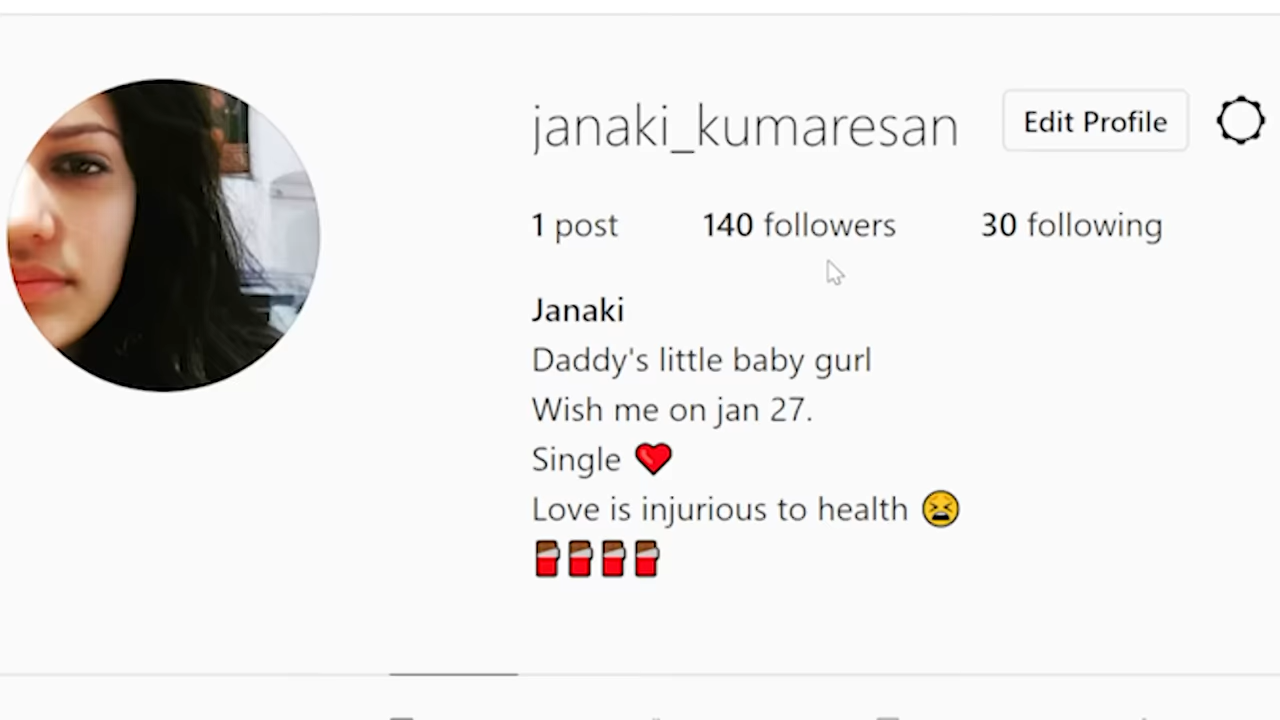 janaki_kumaresan Edit Profile
1 post 140 followers 30 following
Janaki
Daddy's little baby gurl
Wish me on jan 27.
Single ❤️
Love is injurious to health 😫
🍫🍫🍫🍫